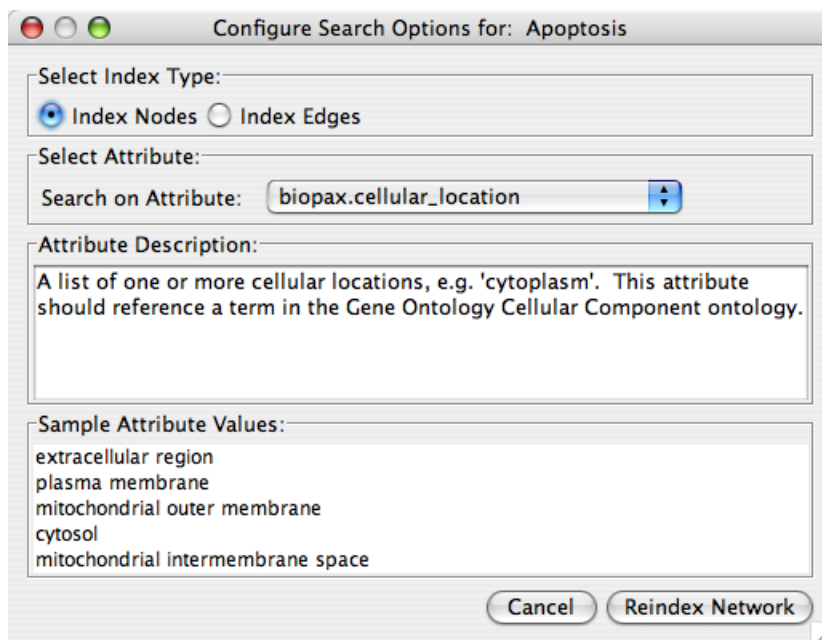 Configure Search Options for: Apoptosis
Select Index Type:
Index Nodes Index Edges
Select Attribute:
Search on Attribute: biopax.cellular_location
Attribute Description:
A list of one or more cellular locations, e.g. 'cytoplasm'. This attribute
should reference a term in the Gene Ontology Cellular Component ontology.
Sample Attribute Values:
extracellular region
plasma membrane
mitochondrial outer membrane
cytosol
mitochondrial intermembrane space
Cancel Reindex Network